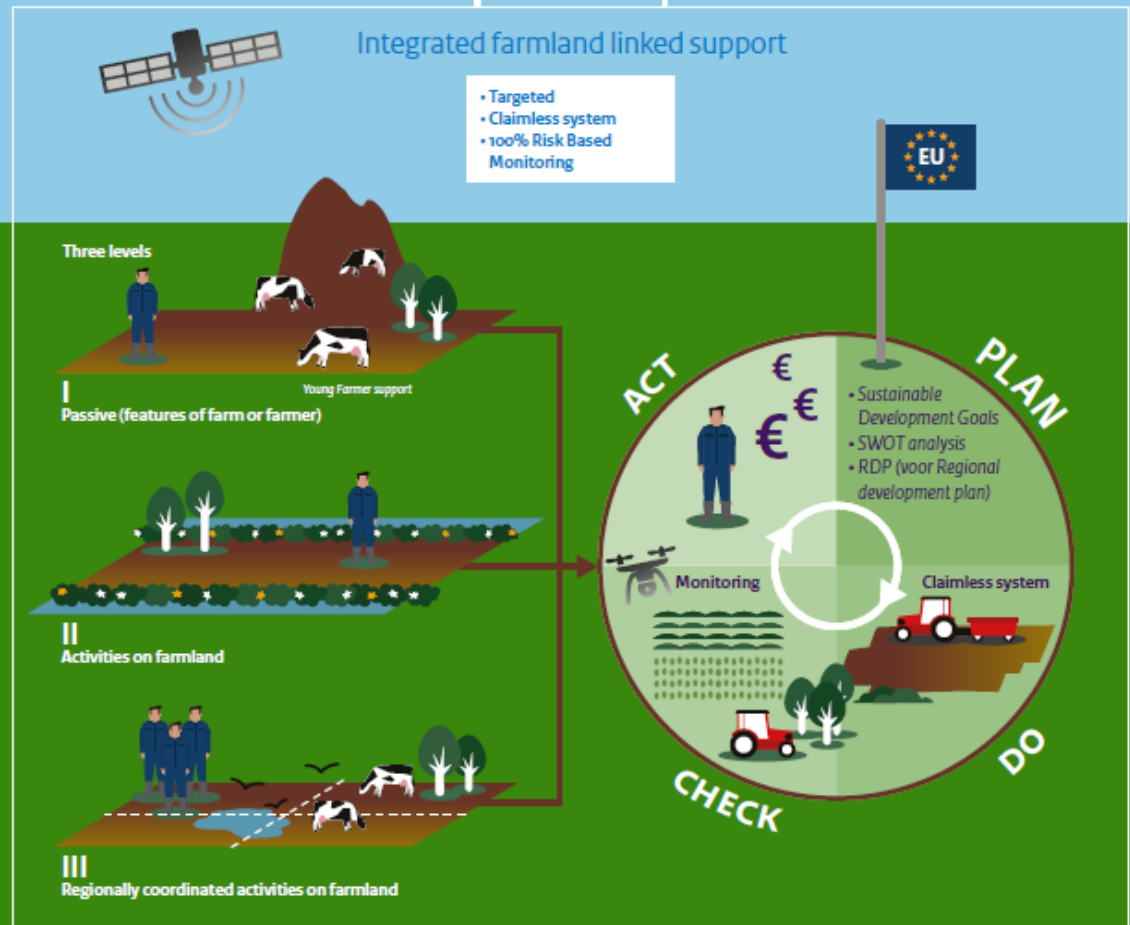 Integrated farmland linked support
• Targeted
• Claimless system
• 100% Risk Based
Monitoring
EU
Three levels
Young Farmer support
I
Passive (features of farm or farmer)
II
Activities on farmland
III
Regionally coordinated activities on farmland
ACT
PLAN
€
€
€
• Sustainable
Development Goals
• SWOT analysis
• RDP (voor Regional
development plan)
Monitoring
Claimless system
CHECK
DO